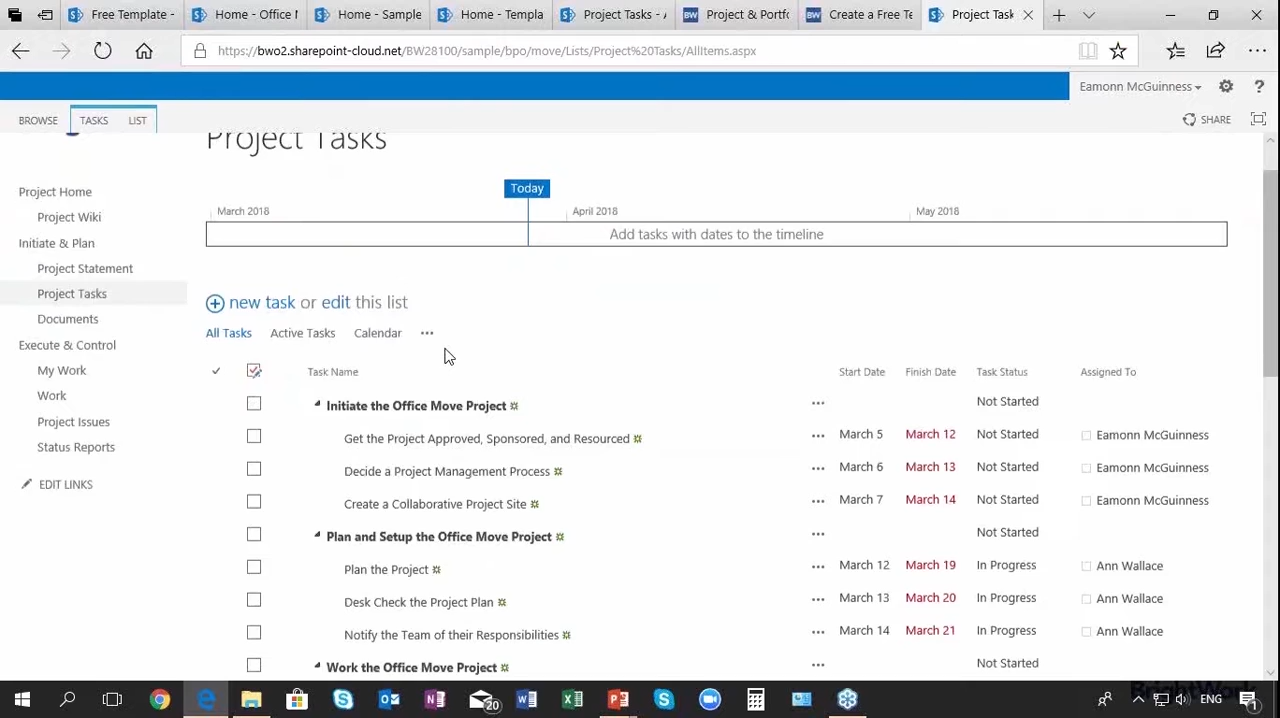 Free Template -
Home - Office M
Home - Sample
Home - Templa
Project Tasks - A
BW Project & Portfo
BW Create a Free Te
Project Task
https://bwo2.sharepoint-cloud.net/BW28100/sample/bpo/move/Lists/Project%20Tasks/AllItems.aspx
Eamonn McGuinness
BROWSE TASKS LIST
SHARE
Project Tasks
Today
March 2018 April 2018 May 2018
Add tasks with dates to the timeline
Project Home
Project Wiki
Initiate & Plan
Project Statement
Project Tasks
Documents
Execute & Control
My Work
Work
Project Issues
Status Reports
EDIT LINKS
new task or edit this list
All Tasks Active Tasks Calendar ...
Task Name Start Date Finish Date Task Status Assigned To
Initiate the Office Move Project ... Not Started
Get the Project Approved, Sponsored, and Resourced ... March 5 March 12 Not Started Eamonn McGuinness
Decide a Project Management Process ... March 6 March 13 Not Started Eamonn McGuinness
Create a Collaborative Project Site ... March 7 March 14 Not Started Eamonn McGuinness
Plan and Setup the Office Move Project ... Not Started
Plan the Project ... March 12 March 19 In Progress Ann Wallace
Desk Check the Project Plan ... March 13 March 20 In Progress Ann Wallace
Notify the Team of their Responsibilities ... March 14 March 21 In Progress Ann Wallace
Work the Office Move Project ... Not Started
20
ENG
1
BrightWork